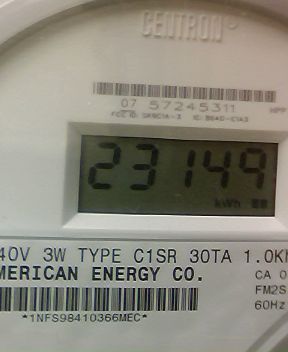 CENTRON
07 57245311
23149
kWh
40V 3W TYPE C1SR 30TA 1.0K
MERICAN ENERGY CO.
CA 0
FM2S
60Hz
*1NFS98410366MEC*